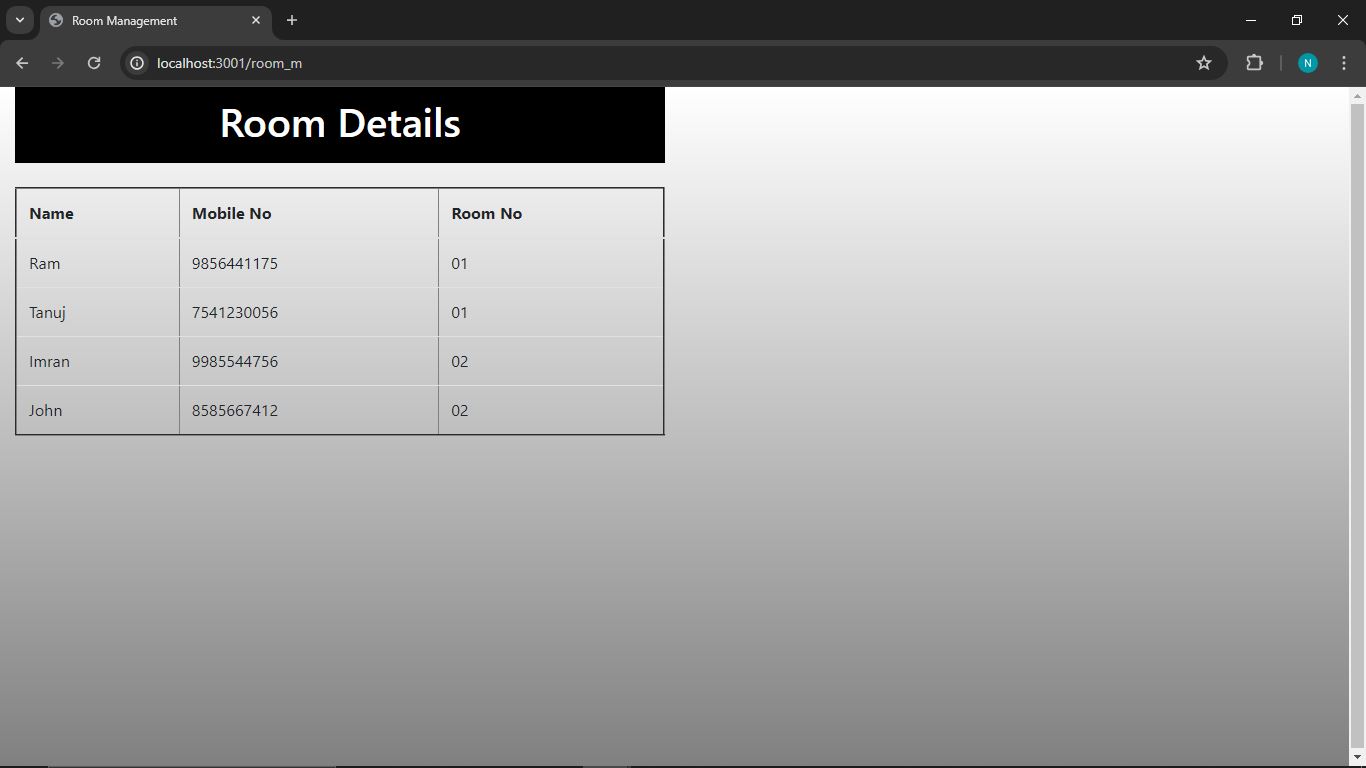 Room Management
localhost:3001/room_m
N
Room Details
Name Mobile No Room No
Ram 9856441175 01
Tanuj 7541230056 01
Imran 9985544756 02
John 8585667412 02